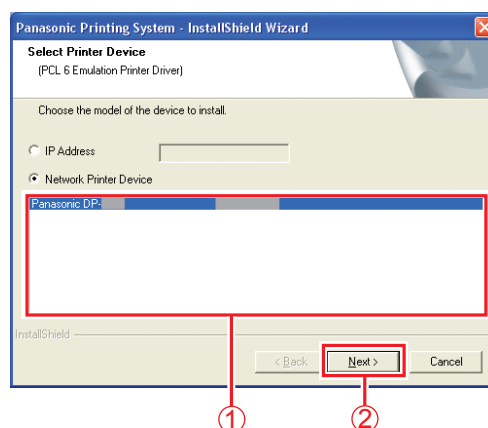 Panasonic Printing System - InstallShield Wizard
Select Printer Device
(PCL 6 Emulation Printer Driver)
Choose the model of the device to install.
IP Address
Network Printer Device
Panasonic DP-
InstallShield
< Back
Next >
Cancel
1
2